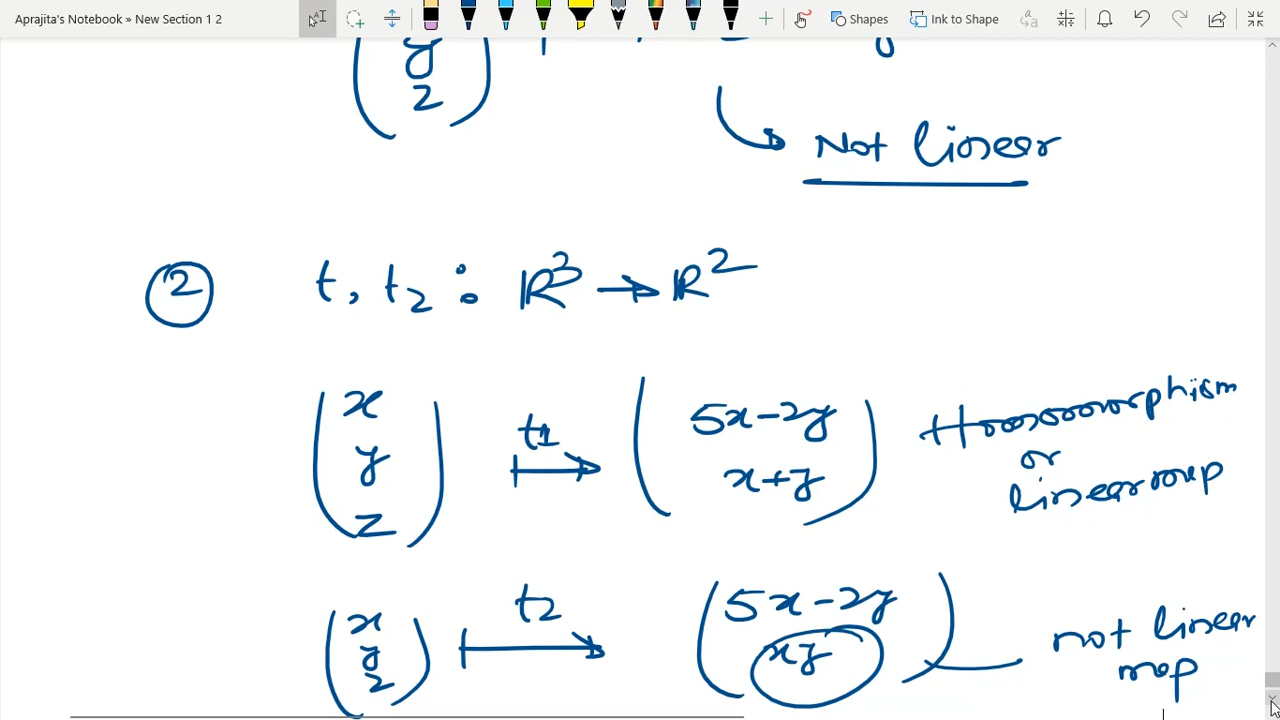 Aprajita's Notebook » New Section 1 2
Shapes
Ink to Shape
y
2
Not linear
2 t, t2 : R3 → R2
x
y
z
t1
5x-2y
x+y
Homomorphism
or
linear map
x
y
z
t2
5x-2y
xy
not linear
map